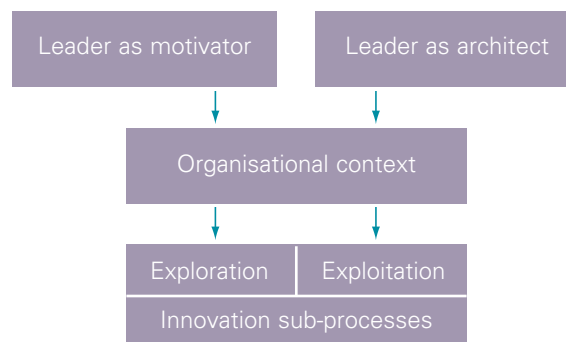 Leader as motivator
Leader as architect
Organisational context
Exploration
Exploitation
Innovation sub-processes